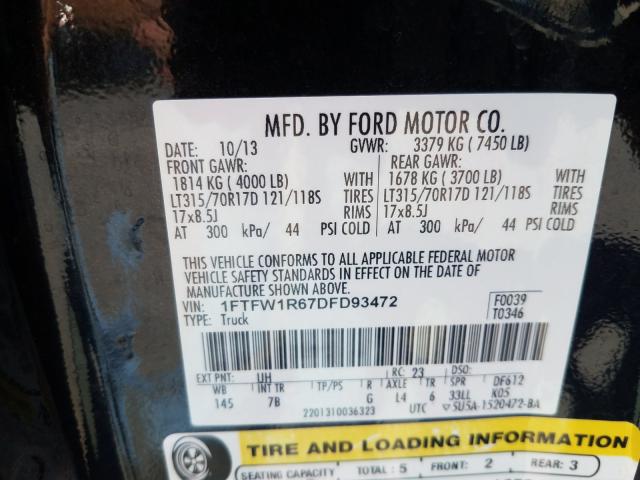 MFD. BY FORD MOTOR CO.
DATE: 10/13 GVWR: 3379 KG ( 7450 LB)
FRONT GAWR: REAR GAWR:
1814 KG ( 4000 LB) WITH 1678 KG ( 3700 LB) WITH
LT315/70R17D 121/118S TIRES LT315/70R17D 121/118S TIRES
17x8.5J RIMS 17x8.5J RIMS
AT 300 kPa/ 44 PSI COLD AT 300 kPa/ 44 PSI COLD
THIS VEHICLE CONFORMS TO ALL APPLICABLE FEDERAL MOTOR
VEHICLE SAFETY STANDARDS IN EFFECT ON THE DATE OF
MANUFACTURE SHOWN ABOVE.
VIN: 1FTFW1R67DFD93472 F0039
TYPE: Truck T0346
EXT PNT: UH RC: 23 DSO:
WB INT TR TP/PS R AXLE TR SPR DF612
145 7B G L4 6 33LL K05
2201310036323 UTC ▽5U5A-1520472-BA
TIRE AND LOADING INFORMATION
SEATING CAPACITY TOTAL : 5 FRONT: 2 REAR: 3